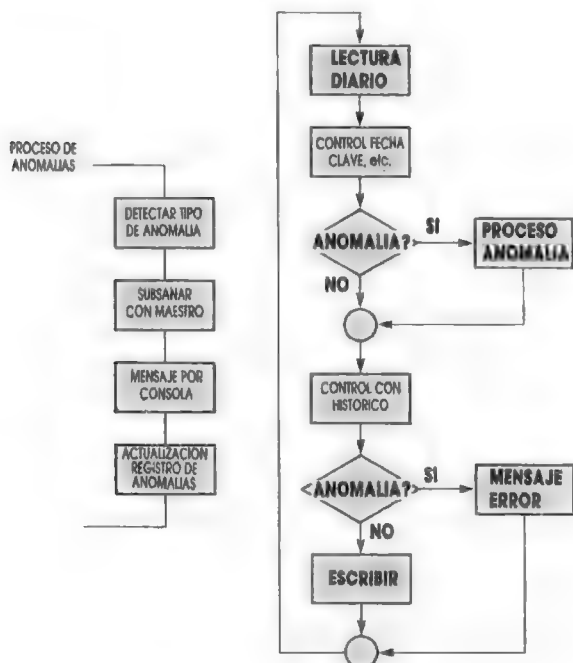 PROCESO DE
ANOMALIAS
DETECTAR TIPO
DE ANOMALIA
SUBSANAR
CON MAESTRO
MENSAJE POR
CONSOLA
ACTUALIZACION
REGISTRO DE
ANOMALIAS
LECTURA
DIARIO
CONTROL FECHA
CLAVE, etc.
ANOMALIA?
SI
PROCESO
ANOMALIA
NO
CONTROL CON
HISTORICO
ANOMALIA?
SI
MENSAJE
ERROR
NO
ESCRIBIR